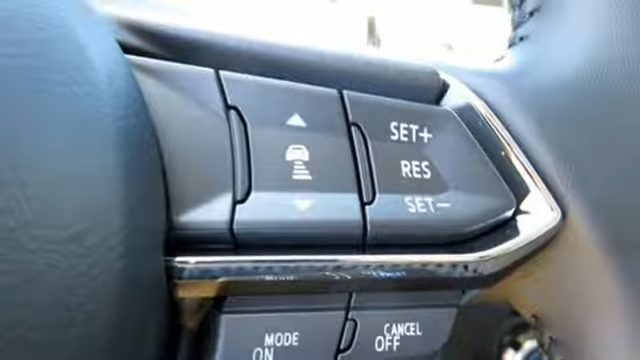 SET+
RES
SET−
MODE
ON
CANCEL
OFF